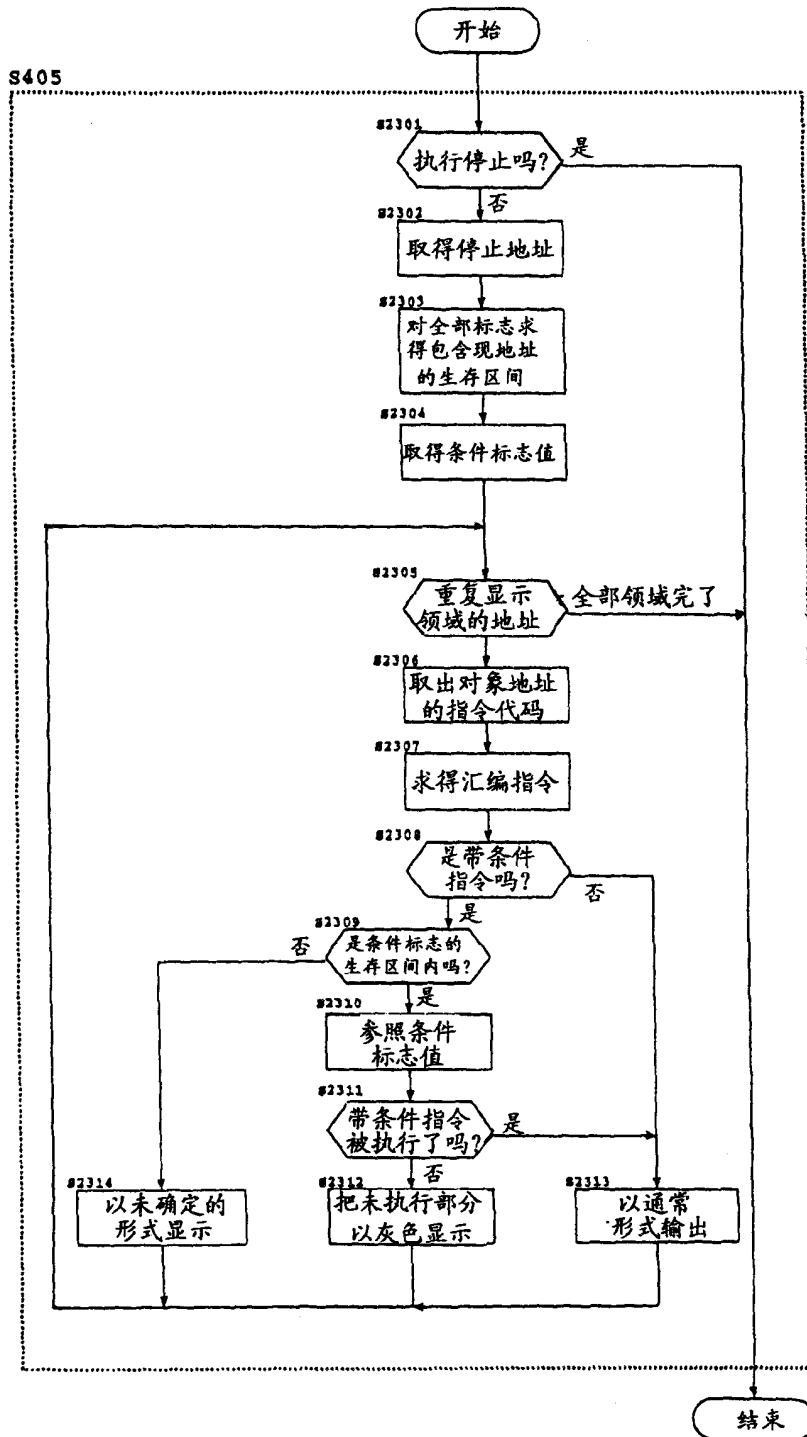 开始
S405
S2301
执行停止吗?
是
否
S2302
取得停止地址
S2303
对全部标志求
得包含现地址
的生存区间
S2304
取得条件标志值
S2305
重复显示
领域的地址
全部领域完了
S2306
取出对象地址
的指令代码
S2307
求得汇编指令
S2308
是带条件
指令吗?
否
是
S2309
否
是条件标志的
生存区间内吗?
是
S2310
参照条件
标志值
S2311
带条件指令
被执行了吗?
是
否
S2314
以未确定的
形式显示
S2312
把未执行部分
以灰色显示
S2313
以通常
形式输出
结束